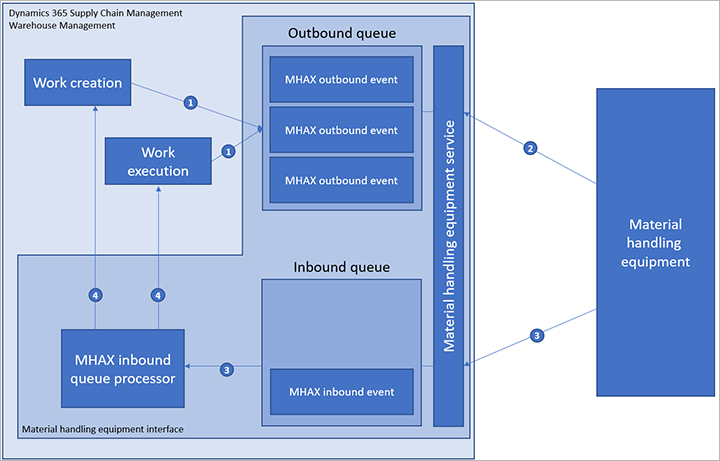 Dynamics 365 Supply Chain Management
Warehouse Management
Outbound queue
Work creation
1
MHAX outbound event
MHAX outbound event
MHAX outbound event
Work
execution
1
Material handling equipment service
2
Material
handling
equipment
Inbound queue
4
4
MHAX inbound
queue processor
3
3
MHAX inbound event
Material handling equipment interface